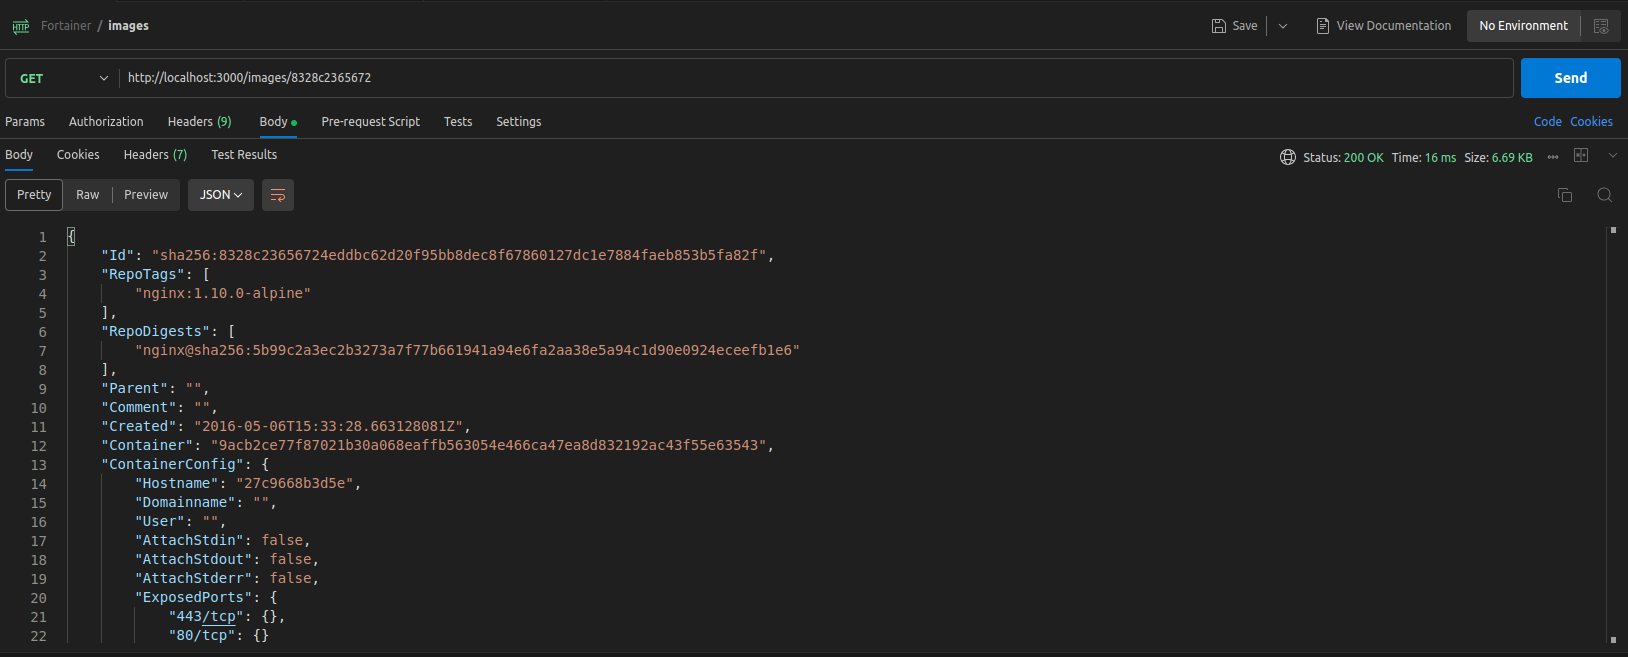 HTTP Fortainer / images Save View Documentation No Environment
GET http://localhost:3000/images/8328c2365672 Send
Params Authorization Headers (9) Body Pre-request Script Tests Settings Code Cookies
Body Cookies Headers (7) Test Results Status: 200 OK Time: 16 ms Size: 6.69 KB
Pretty Raw Preview JSON
1 {
2 "Id": "sha256:8328c23656724eddbc62d20f95bb8dec8f67860127dc1e7884faeb853b5fa82f",
3 "RepoTags": [
4 "nginx:1.10.0-alpine"
5 ],
6 "RepoDigests": [
7 "nginx@sha256:5b99c2a3ec2b3273a7f77b661941a94e6fa2aa38e5a94c1d90e0924eceefb1e6"
8 ],
9 "Parent": "",
10 "Comment": "",
11 "Created": "2016-05-06T15:33:28.663128081Z",
12 "Container": "9acb2ce77f87021b30a068eaffb563054e466ca47ea8d832192ac43f55e63543",
13 "ContainerConfig": {
14 "Hostname": "27c9668b3d5e",
15 "Domainname": "",
16 "User": "",
17 "AttachStdin": false,
18 "AttachStdout": false,
19 "AttachStderr": false,
20 "ExposedPorts": {
21 "443/tcp": {},
22 "80/tcp": {}